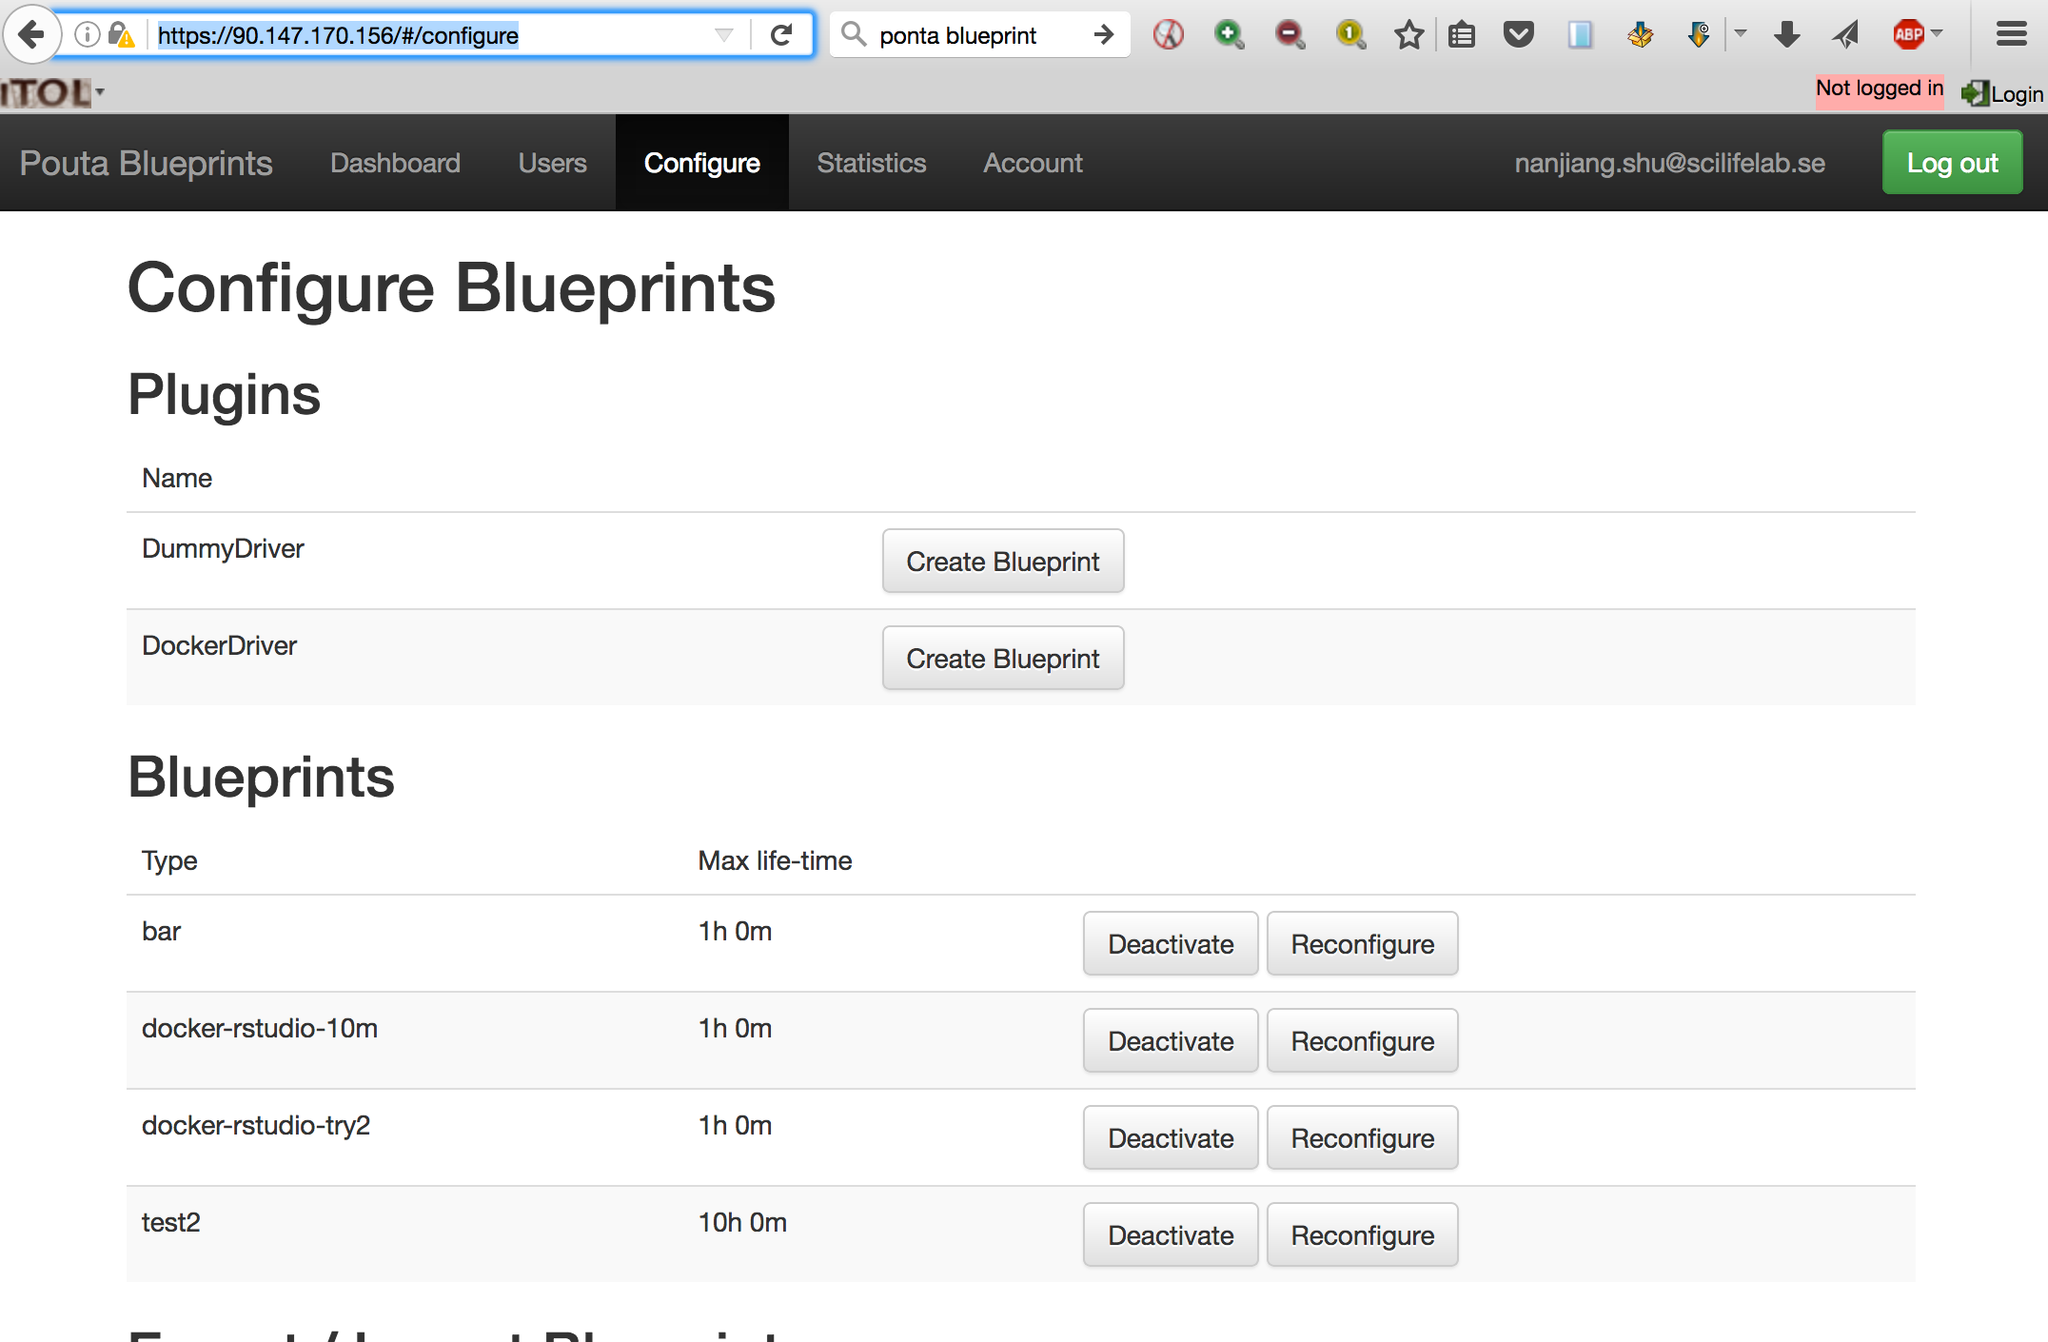 https://90.147.170.156/#/configure
ponta blueprint
1
ABP
iTOL
Not logged in
Login
Pouta Blueprints
Dashboard
Users
Configure
Statistics
Account
nanjiang.shu@scilifelab.se
Log out
Configure Blueprints
Plugins
Name
DummyDriver
Create Blueprint
DockerDriver
Create Blueprint
Blueprints
Type
Max life-time
bar
1h 0m
Deactivate
Reconfigure
docker-rstudio-10m
1h 0m
Deactivate
Reconfigure
docker-rstudio-try2
1h 0m
Deactivate
Reconfigure
test2
10h 0m
Deactivate
Reconfigure